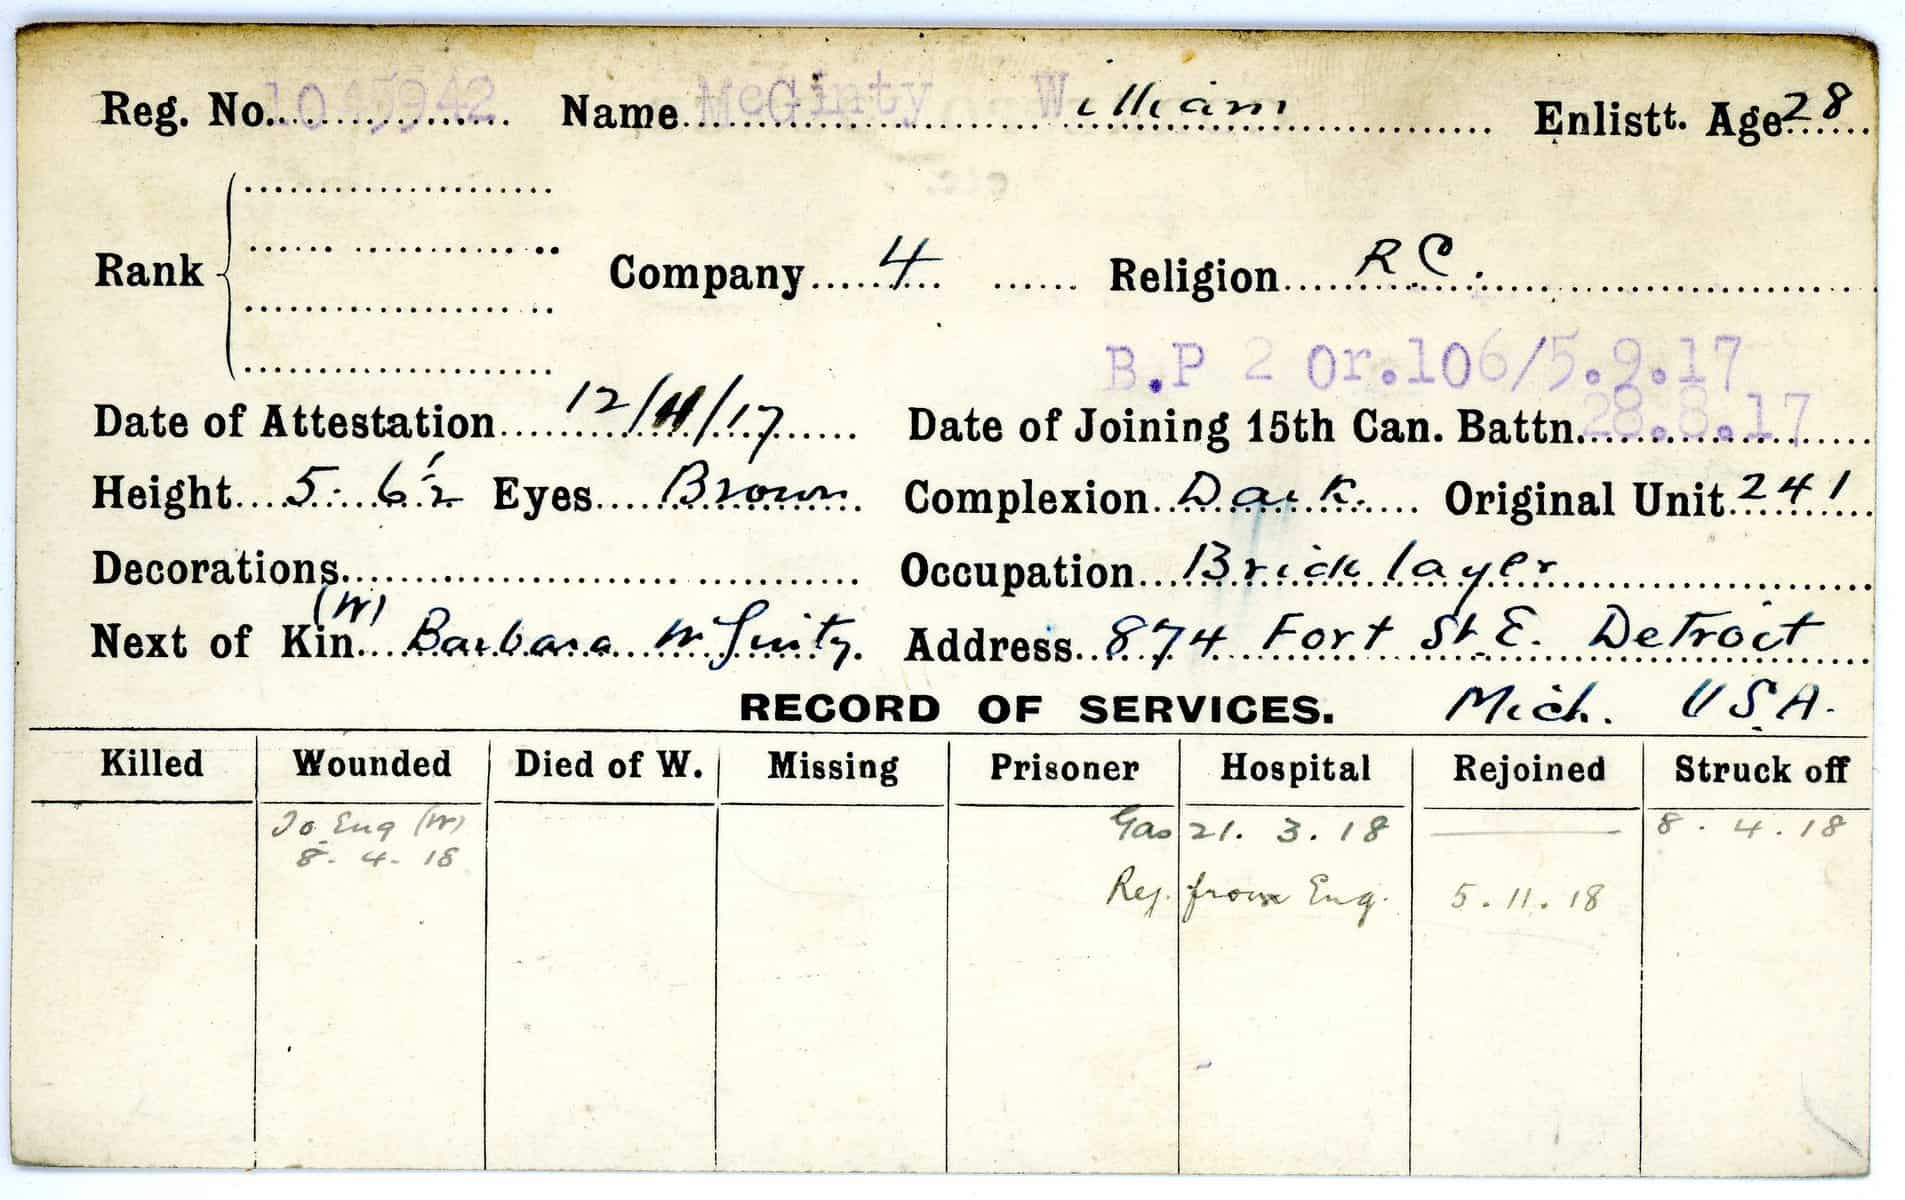 Reg. No. 1045942 Name McGinty William Enlistt. Age 28
Rank Company 4 Religion R C.
B.P 2 Or.106/5.9.17
Date of Attestation 12/4/17 Date of Joining 15th Can. Battn. 28.8.17
Height 5. 6½ Eyes Brown Complexion Dark. Original Unit 241
Decorations Occupation Brick layer
Next of Kin (W) Barbara McGinty. Address 874 Fort St. E. Detroit
RECORD OF SERVICES. Mich. USA.
Killed Wounded Died of W. Missing Prisoner Hospital Rejoined Struck off
To Eng (W) Gas 21. 3. 18 8. 4. 18
8. 4. 18
Rej. from Eng. 5. 11. 18